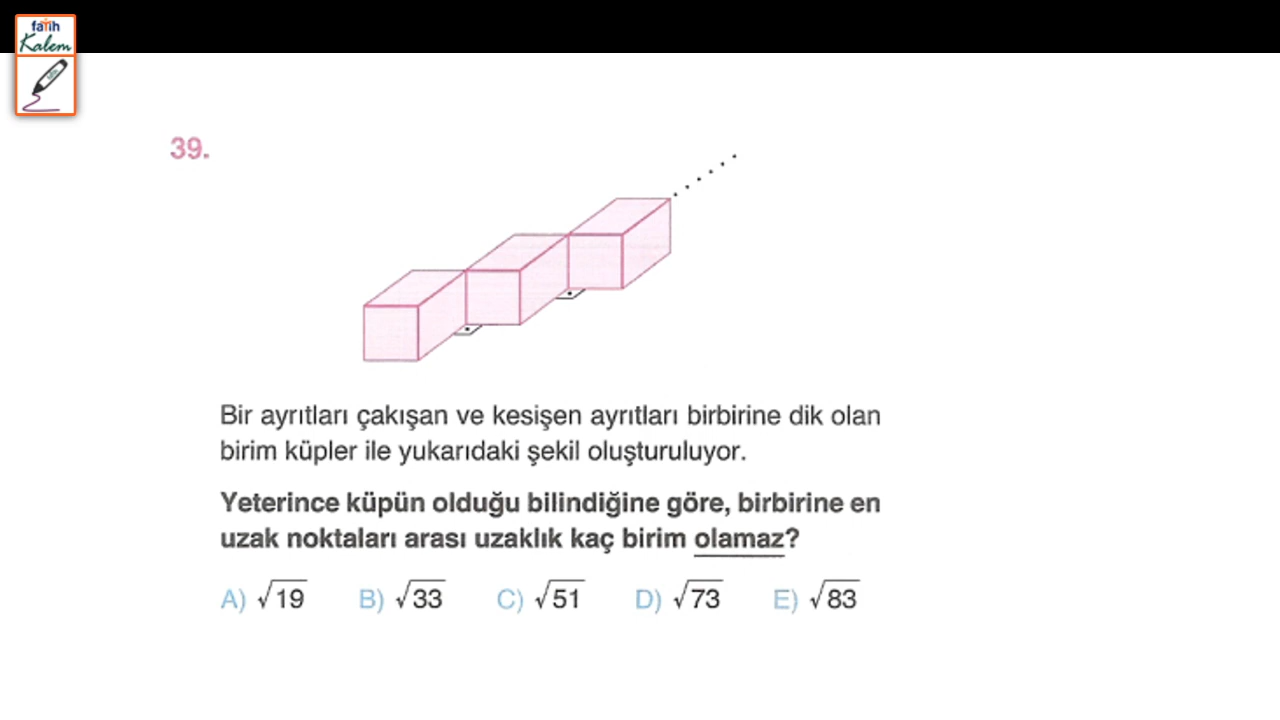 fatih
Kalem
39.
Bir ayrıtları çakışan ve kesişen ayrıtları birbirine dik olan
birim küpler ile yukarıdaki şekil oluşturuluyor.
Yeterince küpün olduğu bilindiğine göre, birbirine en
uzak noktaları arası uzaklık kaç birim olamaz?
A) √19 B) √33 C) √51 D) √73 E) √83